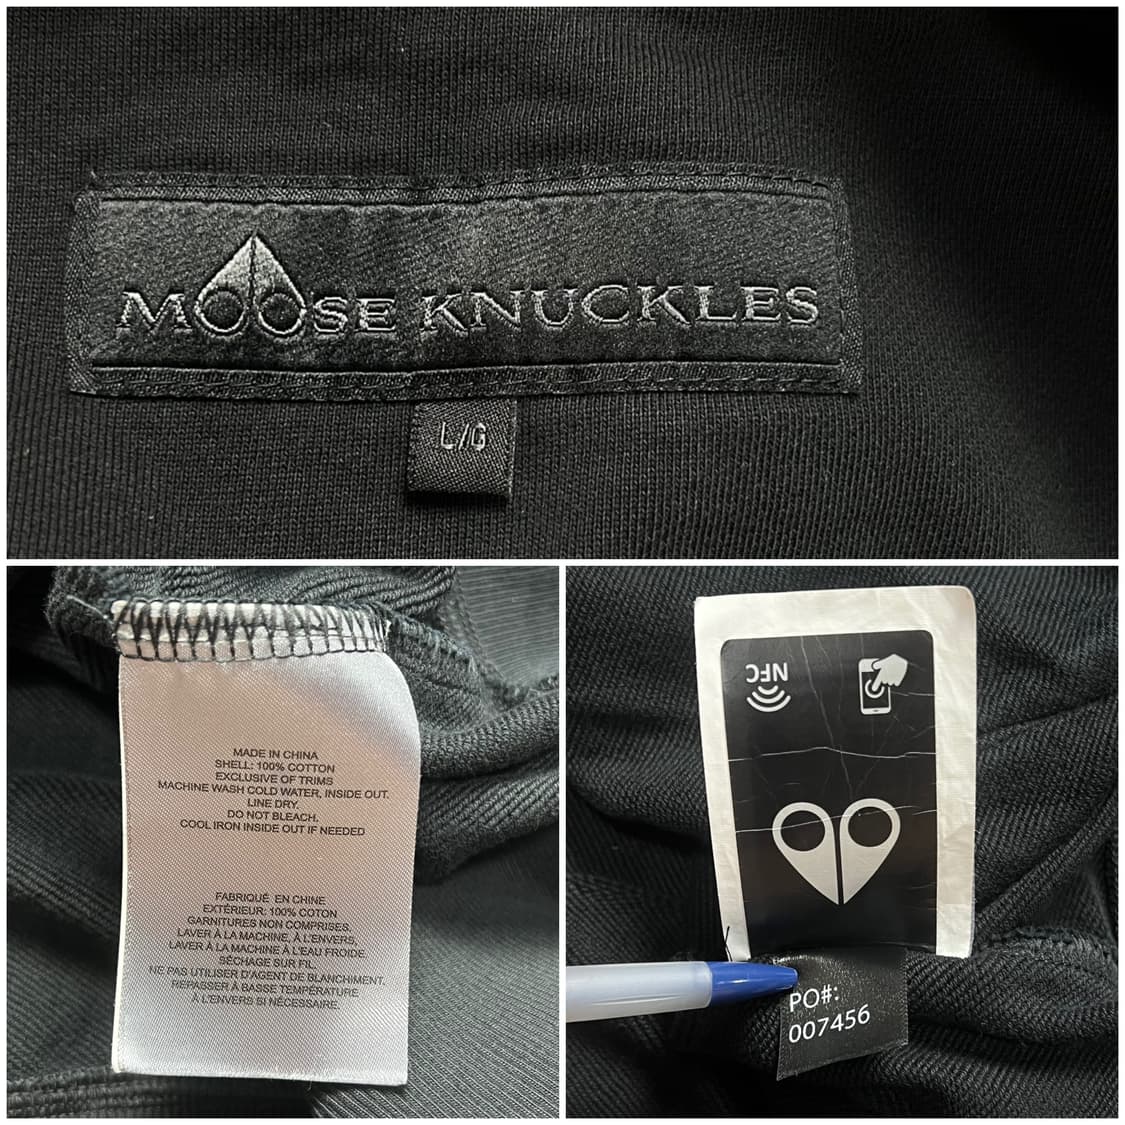 MOOSE KNUCKLES
L/G
MADE IN CHINA
SHELL: 100% COTTON
EXCLUSIVE OF TRIMS
MACHINE WASH COLD WATER, INSIDE OUT.
LINE DRY.
DO NOT BLEACH.
COOL IRON INSIDE OUT IF NEEDED
FABRIQUÉ EN CHINE
EXTÉRIEUR: 100% COTON
GARNITURES NON COMPRISES.
LAVER À LA MACHINE, À L'ENVERS,
LAVER À LA MACHINE À L'EAU FROIDE.
SÉCHAGE SUR FIL.
NE PAS UTILISER D'AGENT DE BLANCHIMENT.
REPASSER À BASSE TEMPÉRATURE
À L'ENVERS SI NÉCESSAIRE.
NFC
PO#:
007456